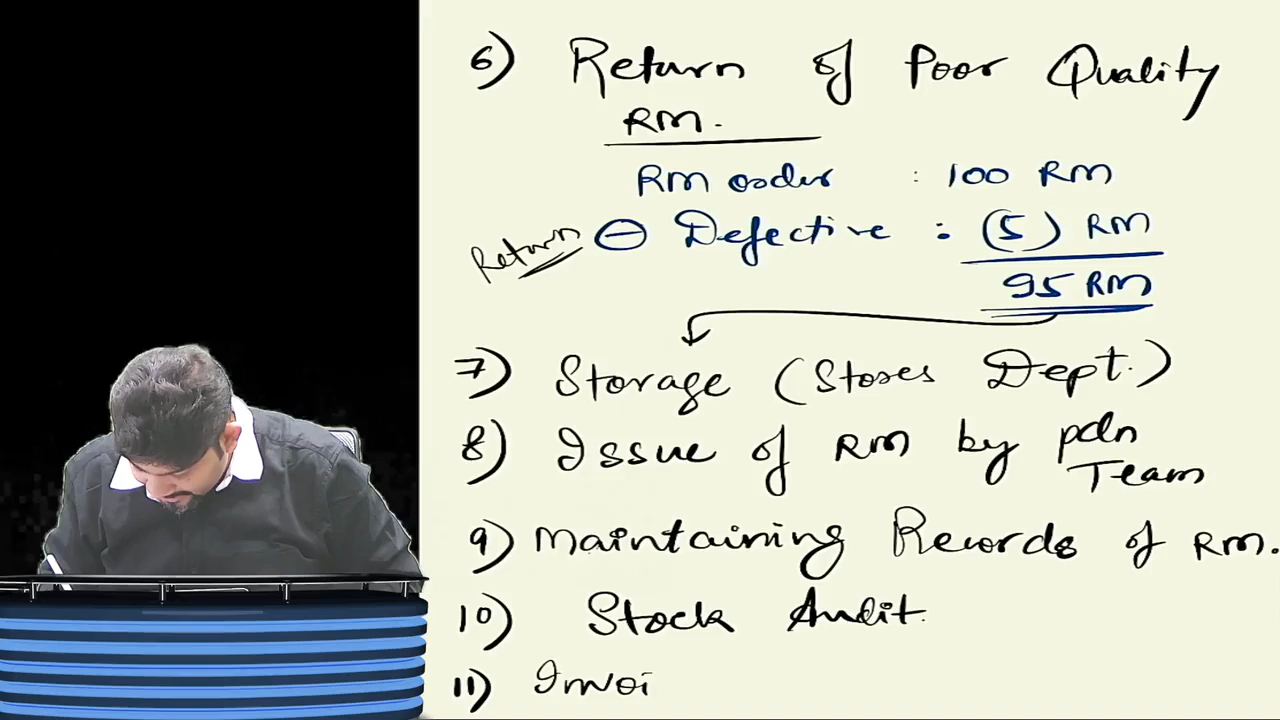 6) Return of Poor Quality
RM.
RM order : 100 RM
Return ⊖ Defective : (5) RM
95 RM
7) Storage (Stores Dept.)
8) Issue of RM by pdn
Team
9) Maintaining Records of RM.
10) Stock Audit.
11) Invoi